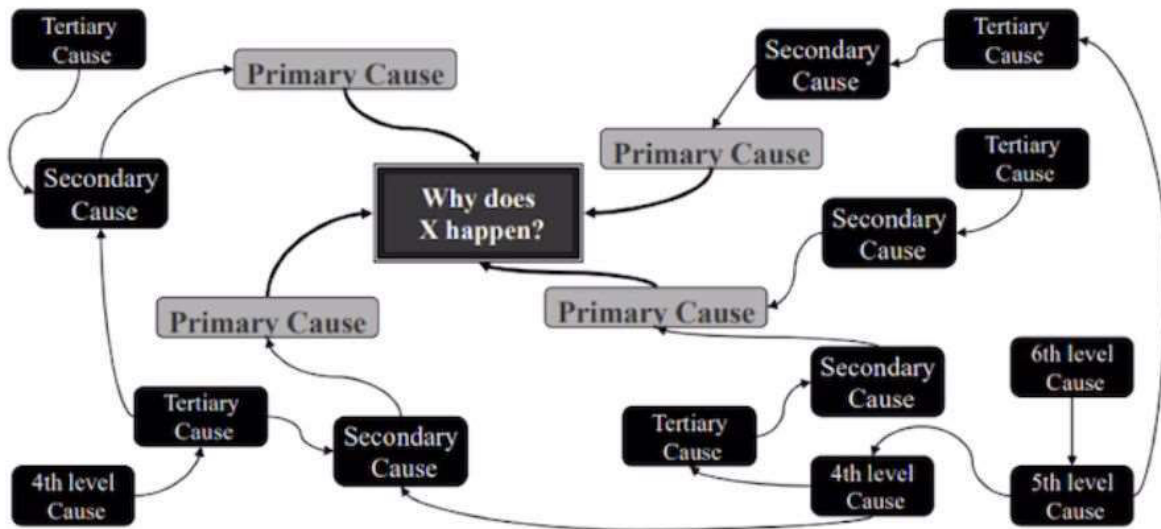 Tertiary
Cause
Primary Cause
Secondary
Cause
Tertiary
Cause
Primary Cause
Tertiary
Cause
Secondary
Cause
Why does
X happen?
Secondary
Cause
Primary Cause
Primary Cause
Secondary
Cause
6th level
Cause
Tertiary
Cause
Secondary
Cause
Tertiary
Cause
4th level
Cause
4th level
Cause
5th level
Cause